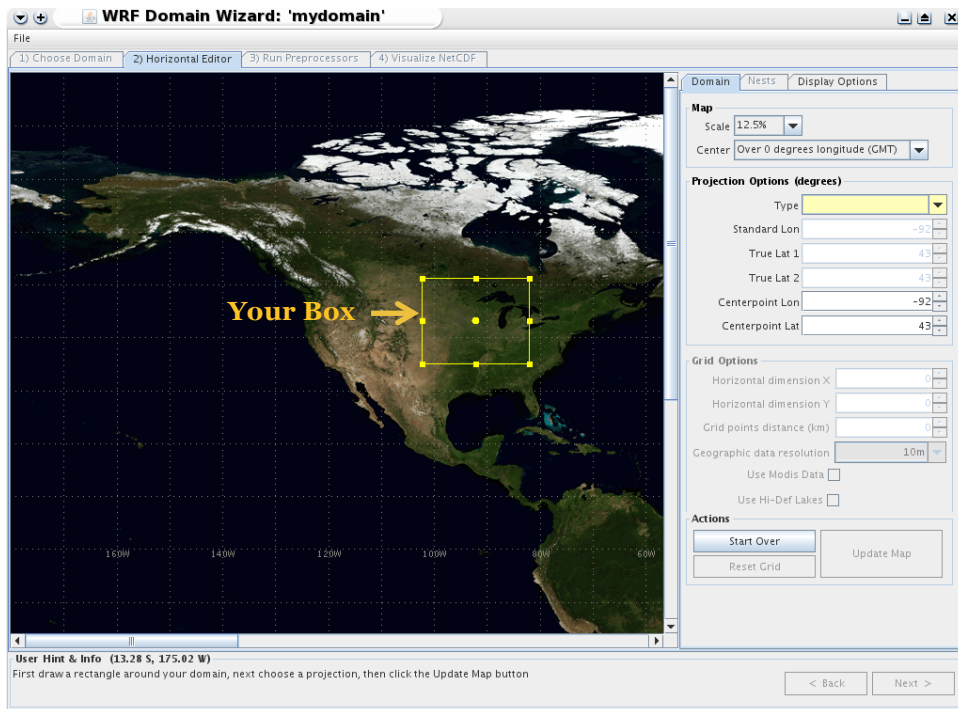 WRF Domain Wizard: 'mydomain'
File
1) Choose Domain
2) Horizontal Editor
3) Run Preprocessors
4) Visualize NetCDF
Your Box
160W 140W 120W 100W 80W 60W
Domain
Nests
Display Options
Map
Scale 12.5%
Center Over 0 degrees longitude (GMT)
Projection Options (degrees)
Type
Standard Lon -92
True Lat 1 43
True Lat 2 43
Centerpoint Lon -92
Centerpoint Lat 43
Grid Options
Horizontal dimension X 0
Horizontal dimension Y 0
Grid points distance (km) 0
Geographic data resolution 10m
Use Modis Data
Use Hi-Def Lakes
Actions
Start Over
Update Map
Reset Grid
User Hint & Info (13.28 S, 175.02 W)
First draw a rectangle around your domain, next choose a projection, then click the Update Map button
< Back
Next >